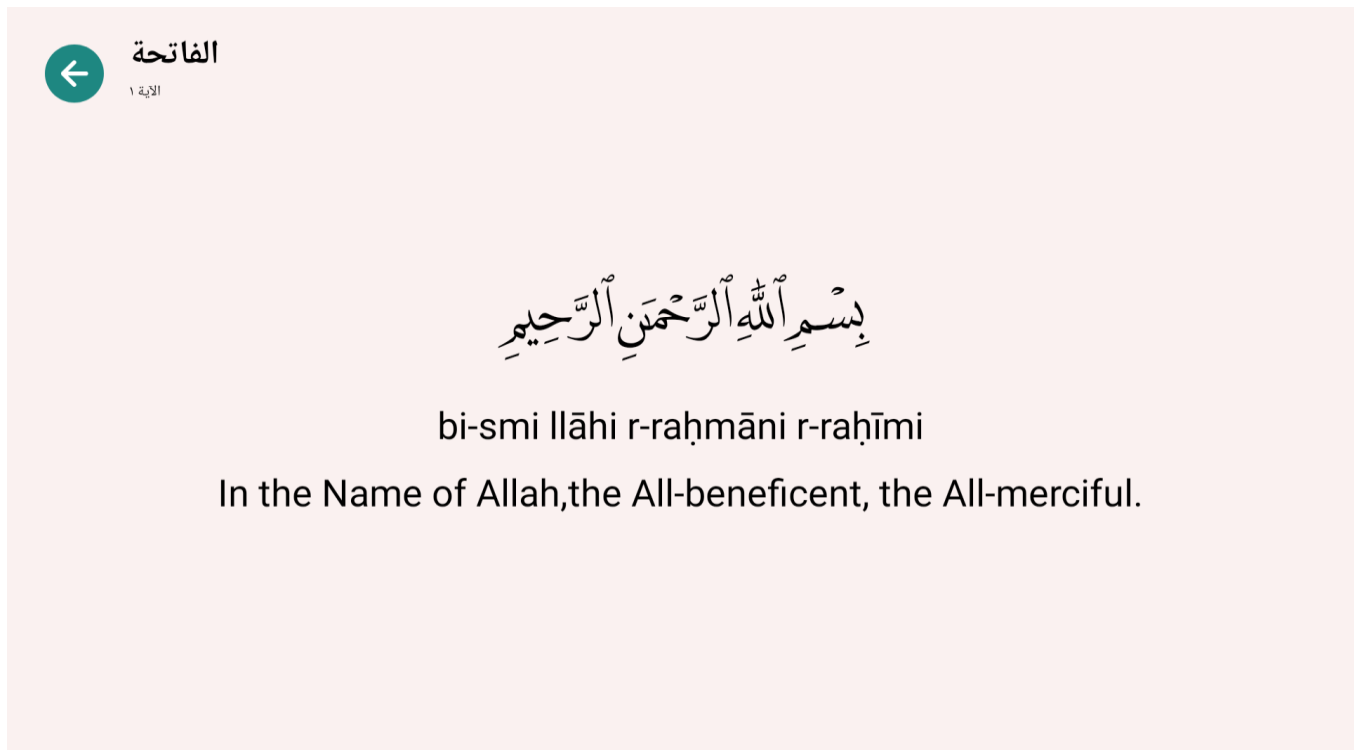 الفاتحة
الآية ١
بِسْمِ ٱللَّهِ ٱلرَّحْمَٰنِ ٱلرَّحِيمِ
bi-smi llāhi r-raḥmāni r-raḥīmi
In the Name of Allah,the All-beneficent, the All-merciful.